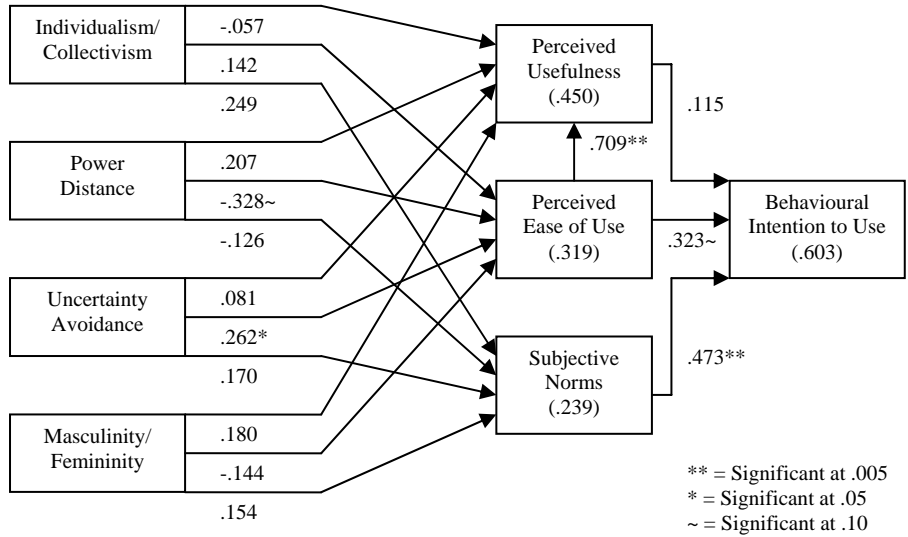 Individualism/
Collectivism
-.057
.142
.249
Power
Distance
.207
-.328~
-.126
Uncertainty
Avoidance
.081
.262*
.170
Masculinity/
Femininity
.180
-.144
.154
Perceived
Usefulness
(.450)
.709**
Perceived
Ease of Use
(.319)
Subjective
Norms
(.239)
.115
.323~
.473**
Behavioural
Intention to Use
(.603)
** = Significant at .005
* = Significant at .05
~ = Significant at .10